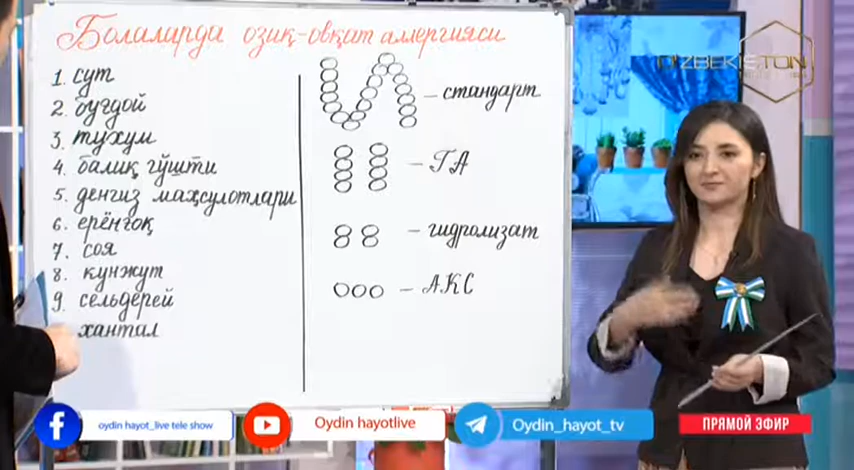 Болаларда озиқ-овқат аллергияси
1. сут
2. буғдой
3. тухум
4. балиқ гўшти
5. денгиз маҳсулотлари
6. ерёнғоқ
7. соя
8. кунжут
9. сельдерей
хантал
– стандарт
– ГА
– гидролизат
– АКС
O'ZBEKISTON
oydin hayot_live tele show
Oydin hayotlive
Oydin_hayot_tv
ПРЯМОЙ ЭФИР